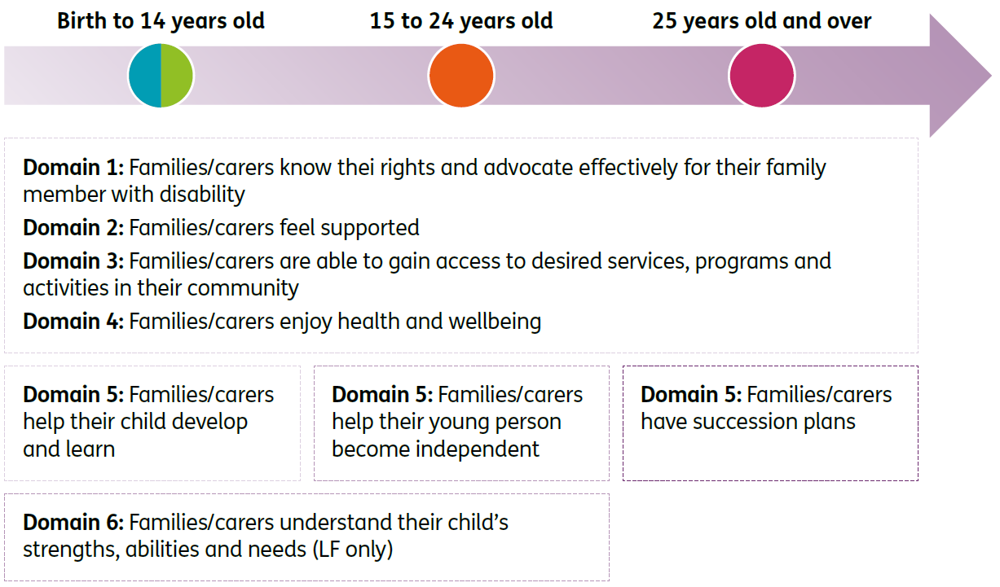 Birth to 14 years old
15 to 24 years old
25 years old and over
Domain 1: Families/carers know thei rights and advocate effectively for their family
member with disability
Domain 2: Families/carers feel supported
Domain 3: Families/carers are able to gain access to desired services, programs and
activities in their community
Domain 4: Families/carers enjoy health and wellbeing
Domain 5: Families/carers
help their child develop
and learn
Domain 5: Families/carers
help their young person
become independent
Domain 5: Families/carers
have succession plans
Domain 6: Families/carers understand their child’s
strengths, abilities and needs (LF only)